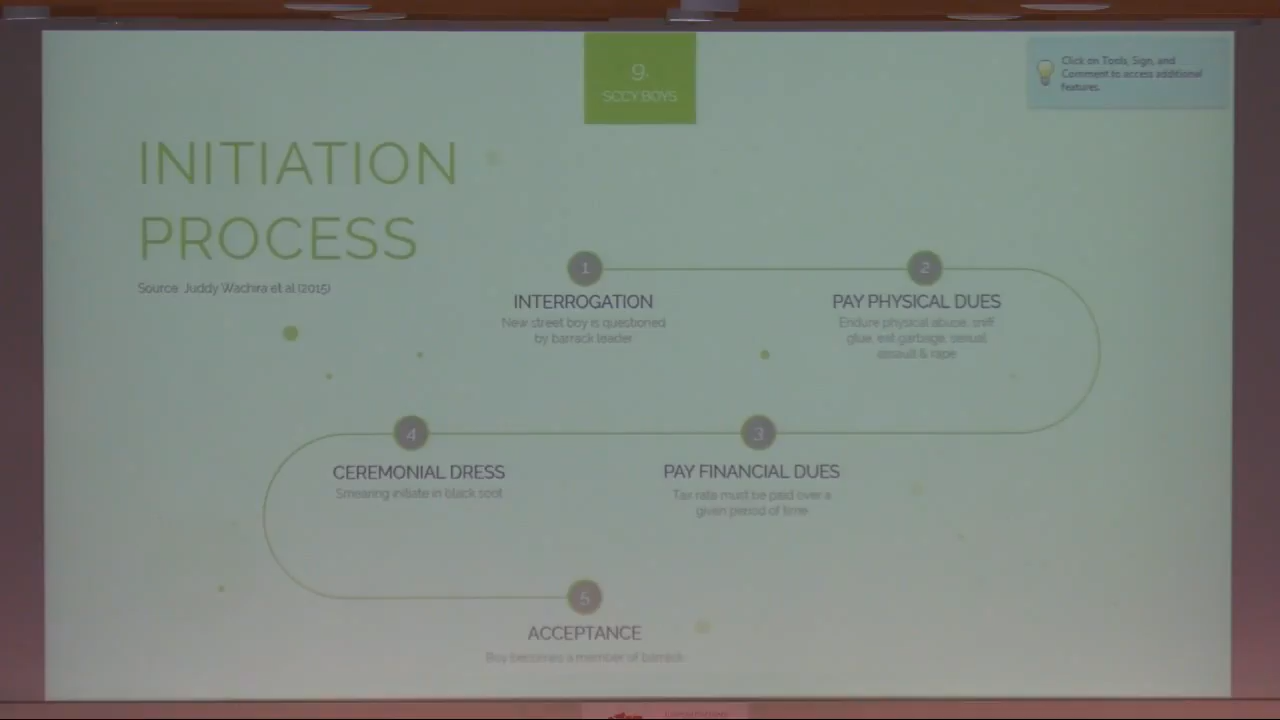 9.
SCCY BOYS
Click on Tools, Sign, and
Comment to access additional
features.
INITIATION
PROCESS
Source: Juddy Wachira et al (2015)
1
INTERROGATION
New street boy is questioned
by barrack leader
2
PAY PHYSICAL DUES
Endure physical abuse, sniff
glue, eat garbage, sexual
assault & rape
4
CEREMONIAL DRESS
Smearing initiate in black soot
3
PAY FINANCIAL DUES
Tax rate must be paid over a
given period of time
5
ACCEPTANCE
Boy becomes a member of barrack